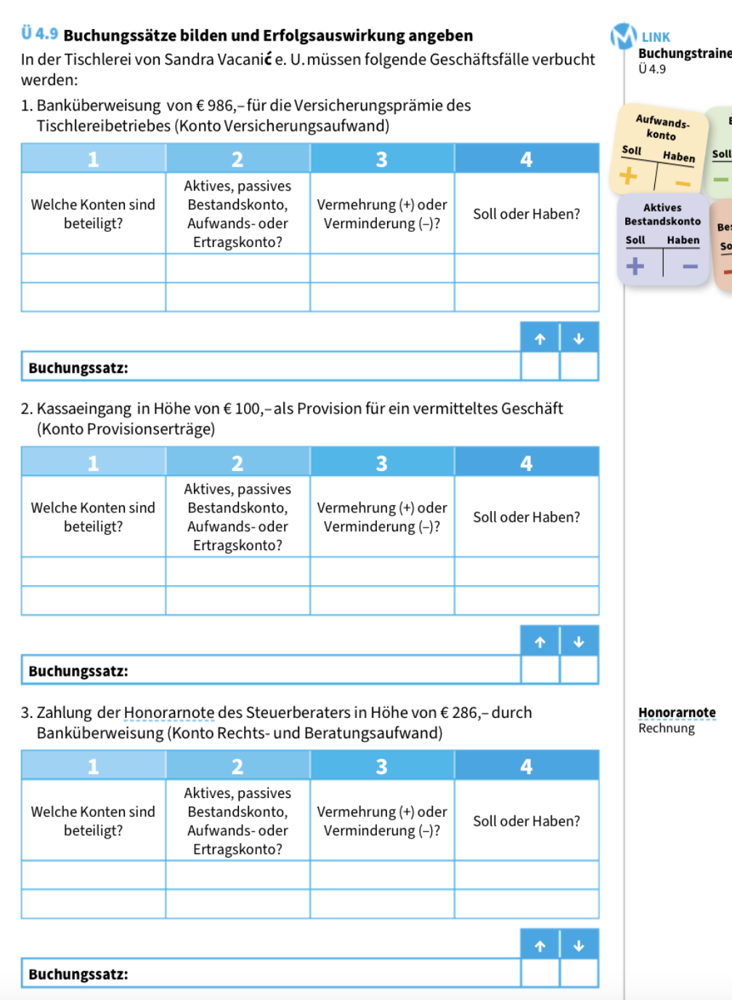 Ü 4.9 Buchungssätze bilden und Erfolgsauswirkung angeben
In der Tischlerei von Sandra Vacanić e. U. müssen folgende Geschäftsfälle verbucht
werden:
1. Banküberweisung von € 986,– für die Versicherungsprämie des
Tischlereibetriebes (Konto Versicherungsaufwand)
1 2 3 4
Welche Konten sind
beteiligt?
Aktives, passives
Bestandskonto,
Aufwands- oder
Ertragskonto?
Vermehrung (+) oder
Verminderung (–)?
Soll oder Haben?
↑ ↓
Buchungssatz:
2. Kassaeingang in Höhe von € 100,– als Provision für ein vermitteltes Geschäft
(Konto Provisionserträge)
1 2 3 4
Welche Konten sind
beteiligt?
Aktives, passives
Bestandskonto,
Aufwands- oder
Ertragskonto?
Vermehrung (+) oder
Verminderung (–)?
Soll oder Haben?
↑ ↓
Buchungssatz:
3. Zahlung der Honorarnote des Steuerberaters in Höhe von € 286,– durch
Banküberweisung (Konto Rechts- und Beratungsaufwand)
1 2 3 4
Welche Konten sind
beteiligt?
Aktives, passives
Bestandskonto,
Aufwands- oder
Ertragskonto?
Vermehrung (+) oder
Verminderung (–)?
Soll oder Haben?
↑ ↓
Buchungssatz:
M LINK
Buchungstraine
Ü 4.9
Aufwands-
konto
Soll Haben
+ –
Soll
–
Aktives
Bestandskonto
Soll Haben
+ –
Bes
So
–
Honorarnote
Rechnung